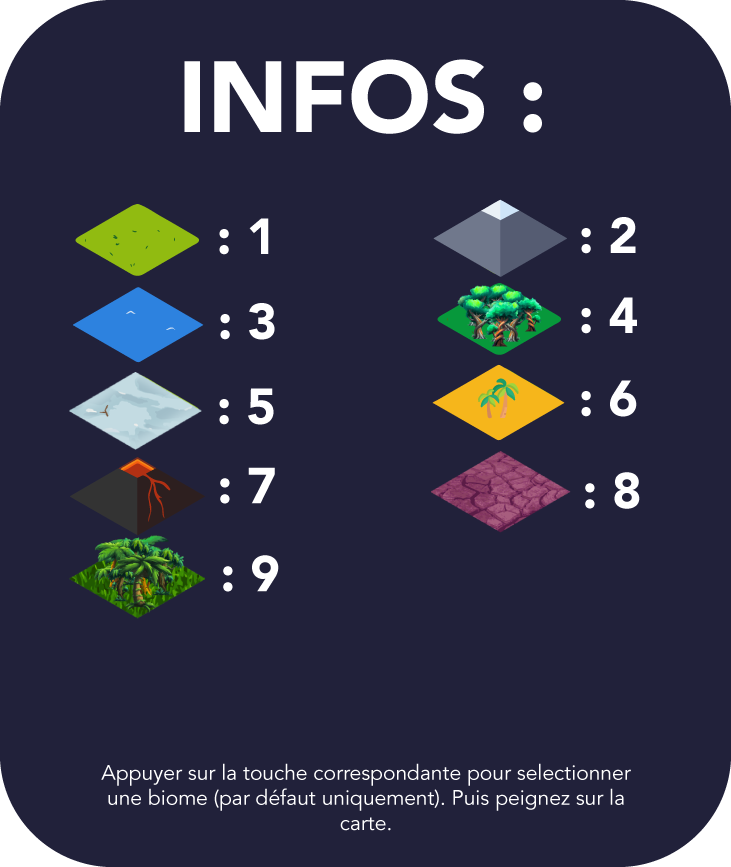 INFOS :
: 1
: 2
: 3
: 4
: 5
: 6
: 7
: 8
: 9
Appuyer sur la touche correspondante pour selectionner
une biome (par défaut uniquement). Puis peignez sur la
carte.